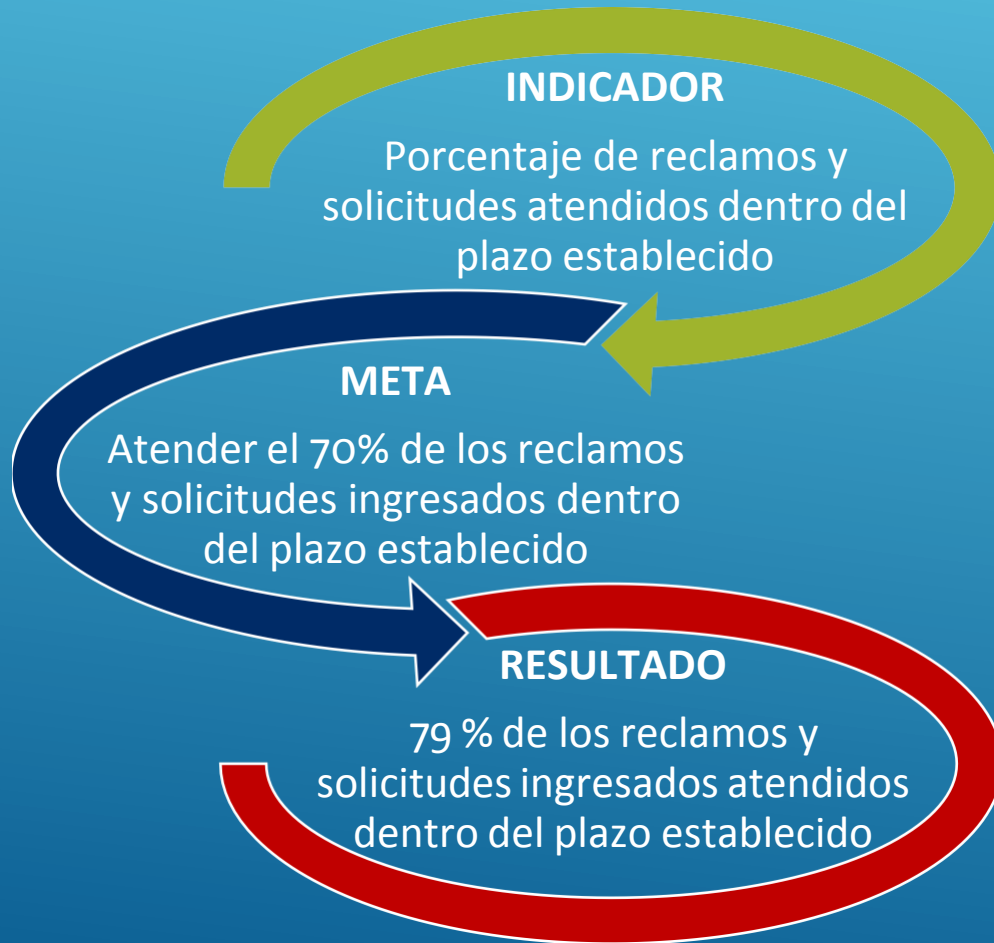 INDICADOR
Porcentaje de reclamos y
solicitudes atendidos dentro del
plazo establecido
META
Atender el 70% de los reclamos
y solicitudes ingresados dentro
del plazo establecido
RESULTADO
79 % de los reclamos y
solicitudes ingresados atendidos
dentro del plazo establecido